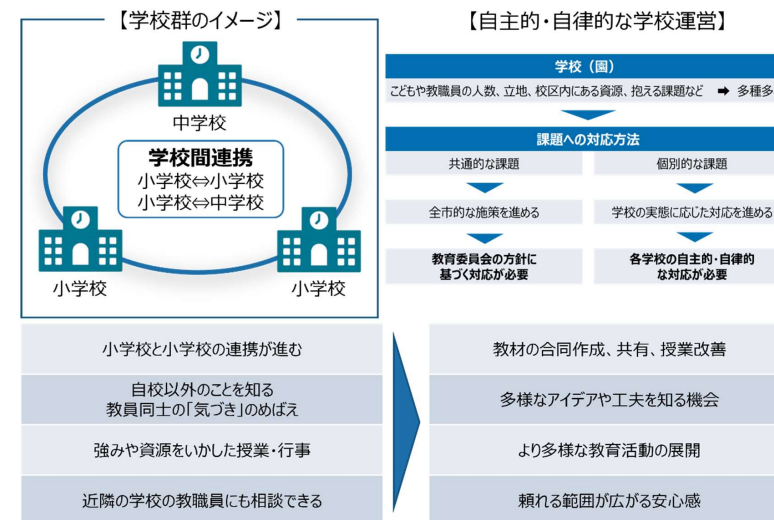 【学校群のイメージ】
中学校
学校間連携
小学校⇔小学校
小学校⇔中学校
小学校
小学校
【自主的・自律的な学校運営】
学校（園）
こどもや教職員の人数、立地、校区内にある資源、抱える課題など ➡ 多種多
課題への対応方法
共通的な課題
個別的な課題
全市的な施策を進める
学校の実態に応じた対応を進める
教育委員会の方針に
基づく対応が必要
各学校の自主的・自律的
な対応が必要
小学校と小学校の連携が進む
教材の合同作成、共有、授業改善
自校以外のことを知る
教員同士の「気づき」のめばえ
多様なアイデアや工夫を知る機会
強みや資源をいかした授業・行事
より多様な教育活動の展開
近隣の学校の教職員にも相談できる
頼れる範囲が広がる安心感